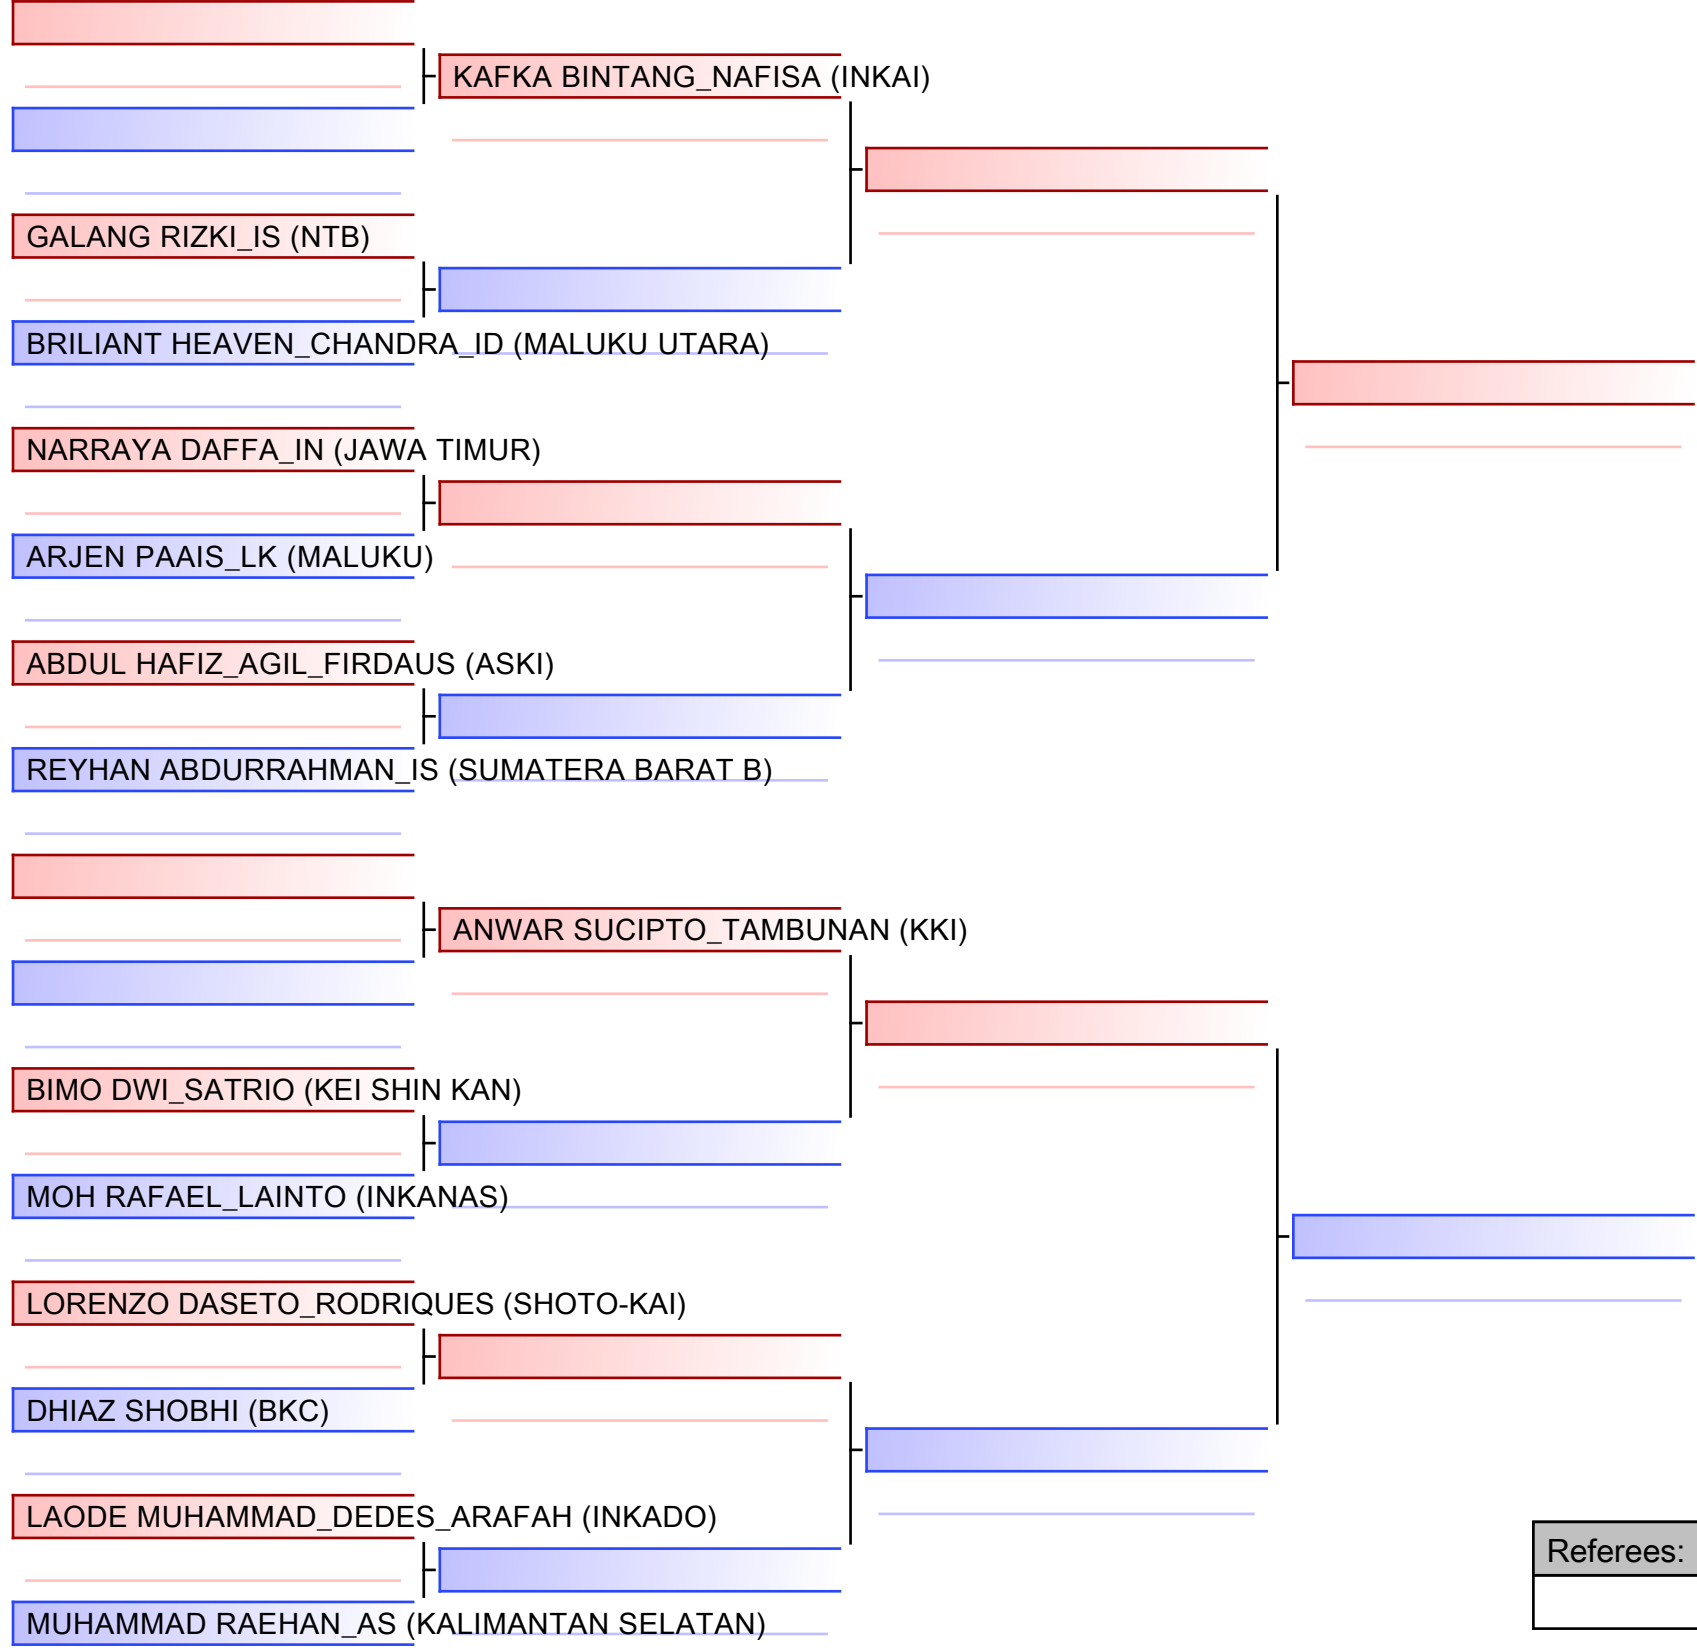 KAFKA BINTANG_NAFISA (INKAI)
GALANG RIZKI_IS (NTB)
BRILIANT HEAVEN_CHANDRA_ID (MALUKU UTARA)
NARRAYA DAFFA_IN (JAWA TIMUR)
ARJEN PAAIS_LK (MALUKU)
ABDUL HAFIZ_AGIL_FIRDAUS (ASKI)
REYHAN ABDURRAHMAN_IS (SUMATERA BARAT B)
ANWAR SUCIPTO_TAMBUNAN (KKI)
BIMO DWI_SATRIO (KEI SHIN KAN)
MOH RAFAEL_LAINTO (INKANAS)
LORENZO DASETO_RODRIQUES (SHOTO-KAI)
DHIAZ SHOBHI (BKC)
LAODE MUHAMMAD_DEDES_ARAFAH (INKADO)
Referees:
MUHAMMAD RAEHAN_AS (KALIMANTAN SELATAN)